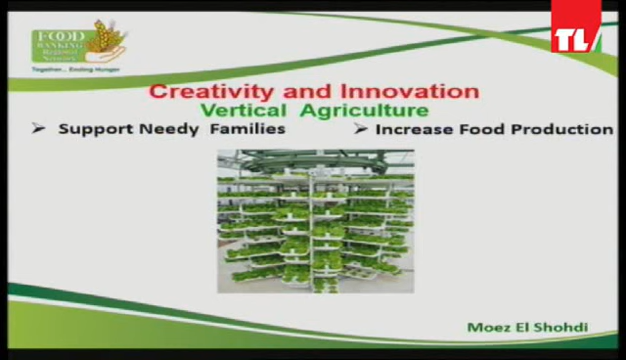 FOOD
BANKING
Regional
Network
Together... Ending Hunger
TL
Creativity and Innovation
Vertical Agriculture
➢ Support Needy Families
➢ Increase Food Production
Moez El Shohdi